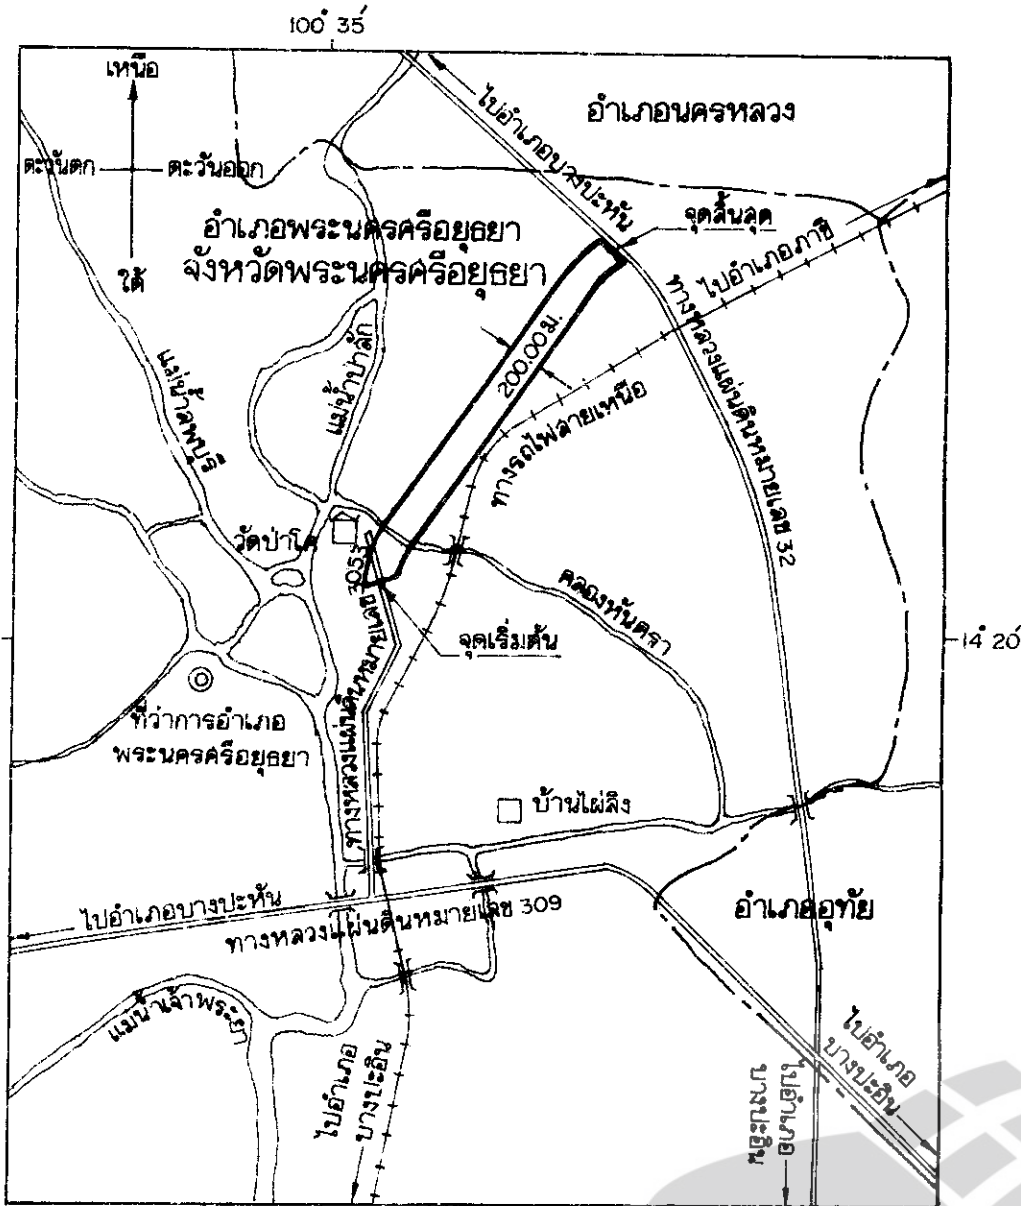 100° 35′
เหนือ
ไปอำเภอบางปะหัน
อำเภอนครหลวง
ตะวันตก
ตะวันออก
อำเภอพระนครศรีอยุธยา
จังหวัดพระนครศรีอยุธยา
จุดสิ้นสุด
ไปอำเภอภาชี
ใต้
แม่น้ำลพบุรี
แม่น้ำป่าสัก
200.00 ม.
ทางหลวงแผ่นดินหมายเลข 32
ทางรถไฟสายเหนือ
วัดป่าโค
คลองหันตรา
จุดเริ่มต้น
14° 20′
ทางหลวงแผ่นดินหมายเลข 3053
ที่ว่าการอำเภอ
พระนครศรีอยุธยา
บ้านไผ่ลิง
ไปอำเภอบางปะหัน
ทางหลวงแผ่นดินหมายเลข 309
อำเภออุทัย
แม่น้ำเจ้าพระยา
ไปอำเภอ
บางปะอิน
ไปอำเภอ
บางปะอิน
ไปอำเภอ
บางปะอิน